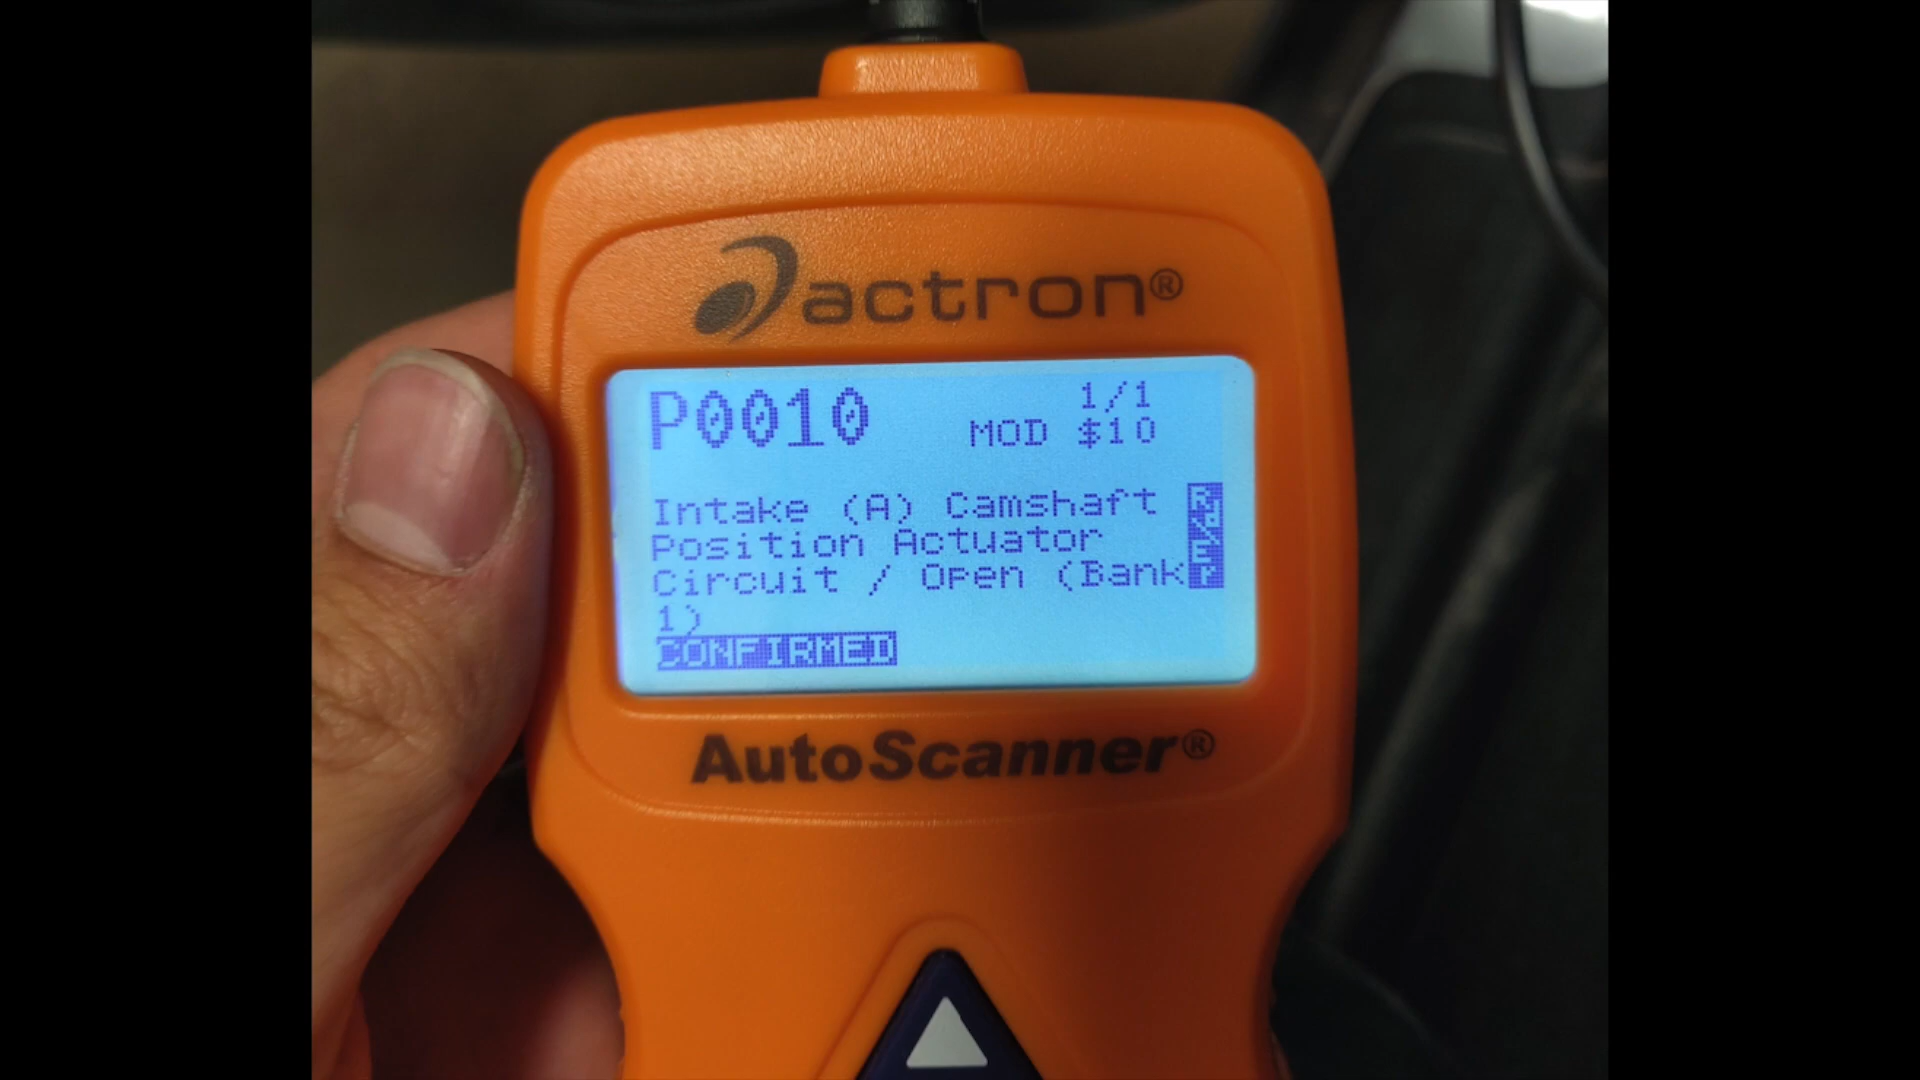 actron®
P0010
1/1
MOD $10
Intake (A) Camshaft
Position Actuator
Circuit / Open (Bank
1)
CONFIRMED
AutoScanner®